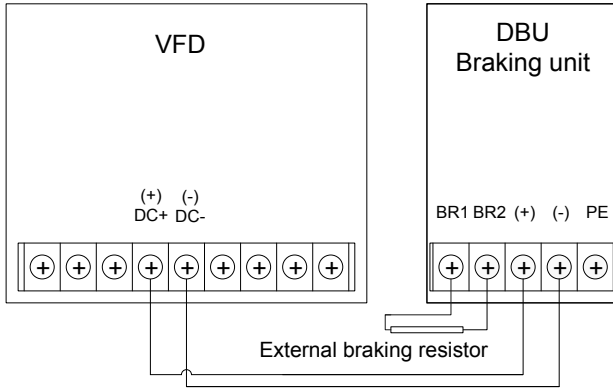 VFD
DBU
Braking unit
(+) (-)
DC+ DC-
BR1 BR2 (+) (-) PE
External braking resistor